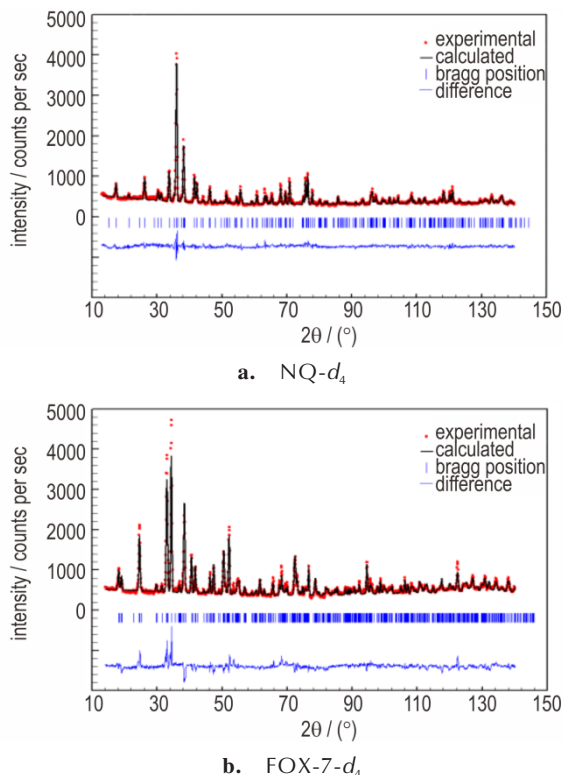 5000
4000
3000
2000
1000
0
intensity / counts per sec
experimental
calculated
bragg position
difference
10 30 50 70 90 110 130 150
2θ / (°)
a. NQ-d₄
5000
4000
3000
2000
1000
0
intensity / counts per sec
experimental
calculated
bragg position
difference
10 30 50 70 90 110 130 150
2θ / (°)
b. FOX-7-d₄